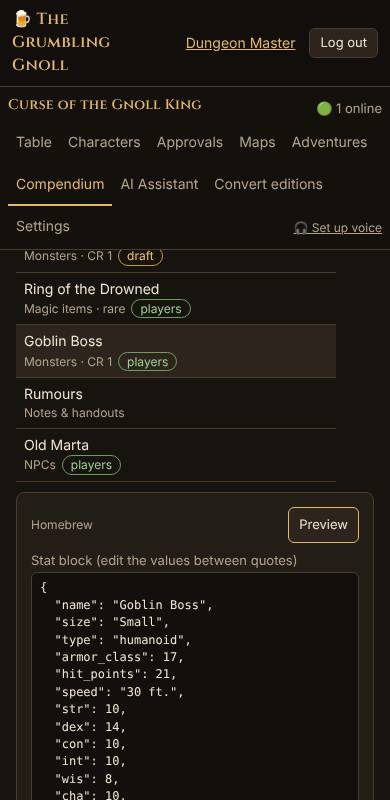 🍺 The
Grumbling
Gnoll
Dungeon Master
Log out
Curse of the Gnoll King
🟢 1 online
Table Characters Approvals Maps Adventures
Compendium AI Assistant Convert editions
Settings
🎧 Set up voice
Monsters · CR 1 draft
Ring of the Drowned
Magic items · rare players
Goblin Boss
Monsters · CR 1 players
Rumours
Notes & handouts
Old Marta
NPCs players
Homebrew
Preview
Stat block (edit the values between quotes)
{
"name": "Goblin Boss",
"size": "Small",
"type": "humanoid",
"armor_class": 17,
"hit_points": 21,
"speed": "30 ft.",
"str": 10,
"dex": 14,
"con": 10,
"int": 10,
"wis": 8,
"cha": 10,